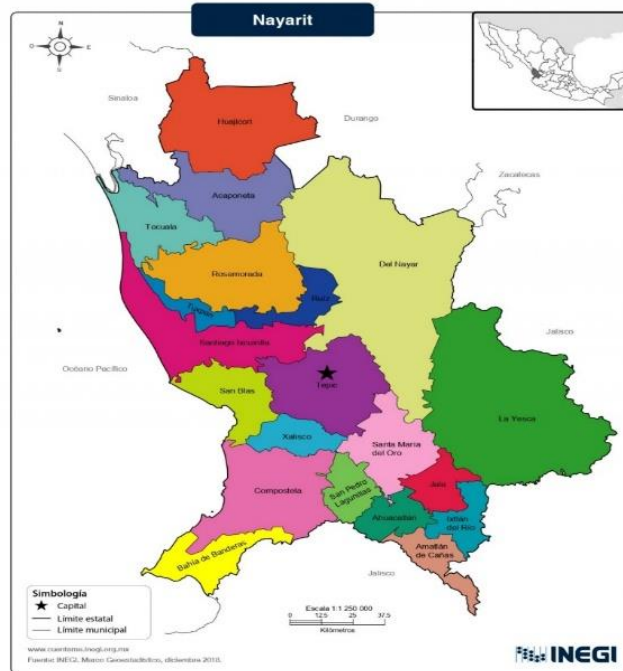 Nayarit
N
O
E
S
Sinaloa
Durango
Zacatecas
Huajicori
Acaponeta
Tecuala
Del Nayar
Rosamorada
Ruiz
Tuxpan
Jalisco
Santiago Ixcuintla
Océano Pacífico
Tepic
San Blas
La Yesca
Xalisco
Santa María
del Oro
Jala
San Pedro
Lagunillas
Compostela
Ahuacatlán
Ixtlán
del Río
Amatlán
de Cañas
Bahía de Banderas
Jalisco
Simbología
Capital
Límite estatal
Límite municipal
Escala 1:1 250 000
0 12.5 25 37.5
Kilómetros
www.cuentame.inegi.org.mx
Fuente: INEGI. Marco Geoestadístico, diciembre 2010.
INEGI